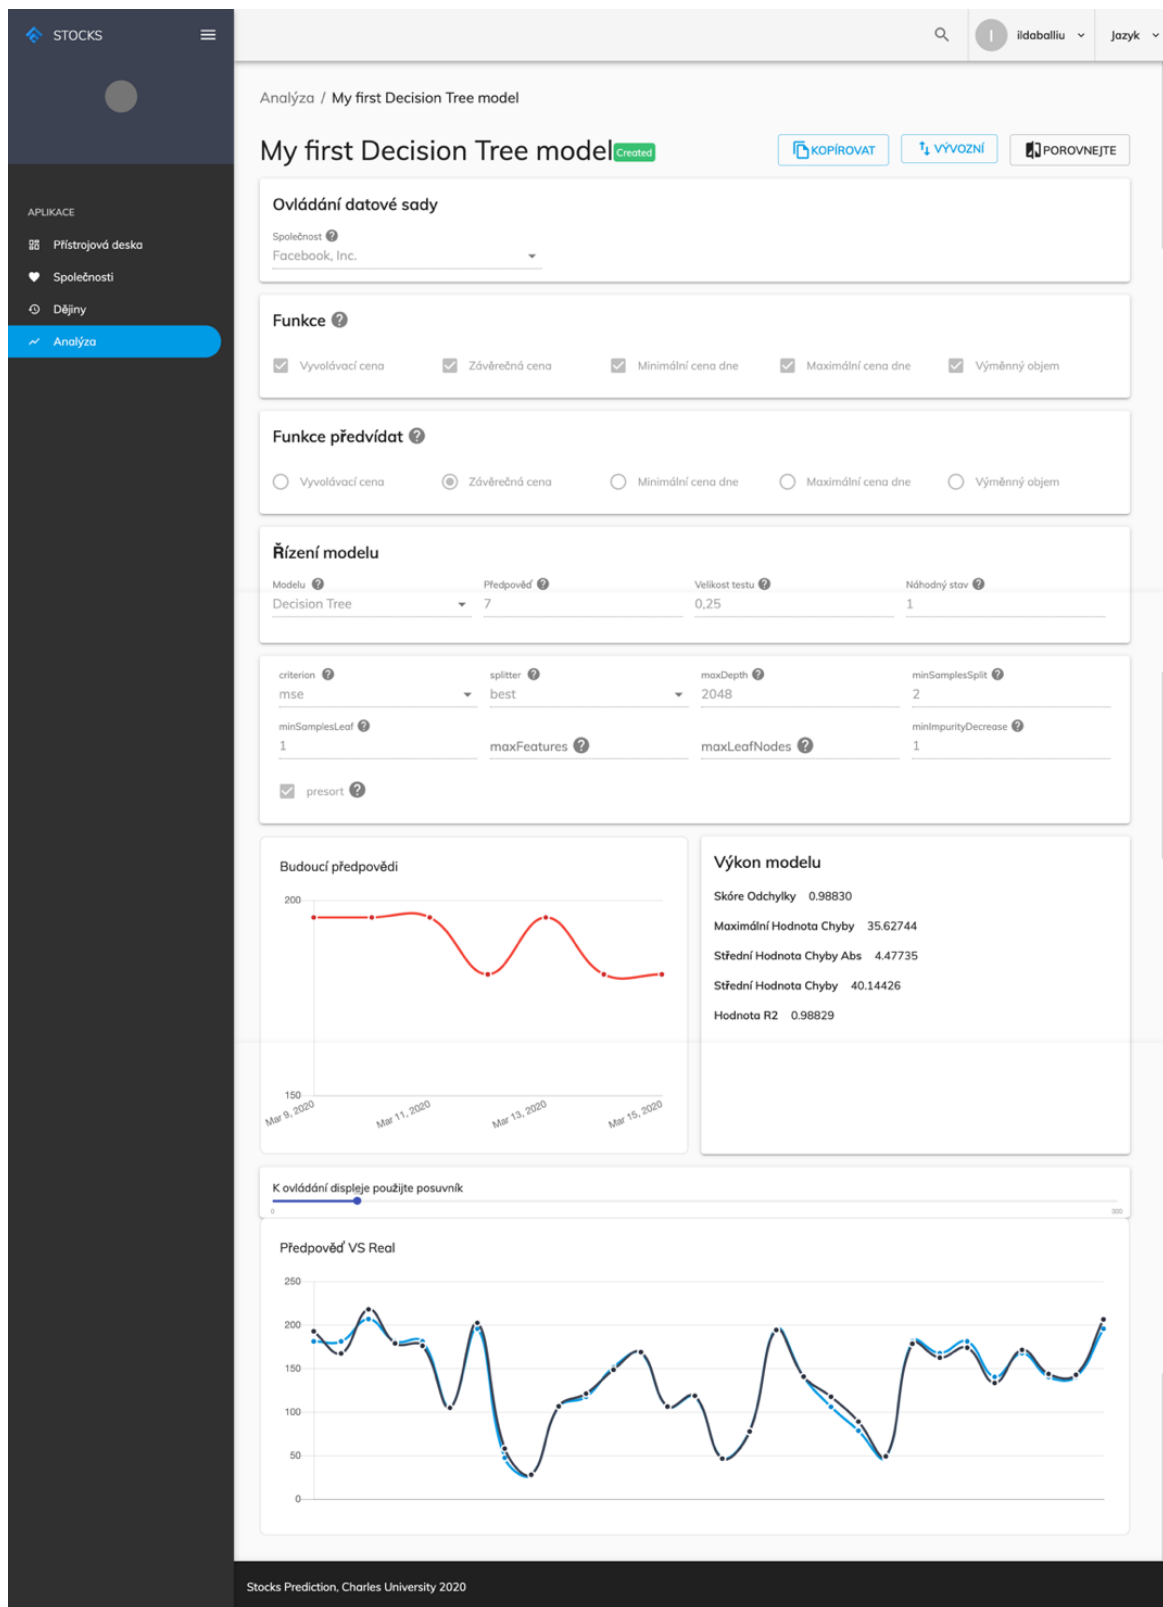 STOCKS
I ildaballiu Jazyk
Analýza / My first Decision Tree model
My first Decision Tree model Created
KOPÍROVAT VÝVOZNÍ POROVNEJTE
APLIKACE
Přístrojová deska
Společnosti
Dějiny
Analýza
Ovládání datové sady
Společnost ?
Facebook, Inc.
Funkce ?
Vyvolávací cena Závěrečná cena Minimální cena dne Maximální cena dne Výměnný objem
Funkce předvídat ?
Vyvolávací cena Závěrečná cena Minimální cena dne Maximální cena dne Výměnný objem
Řízení modelu
Modelu ? Předpověď ? Velikost testu ? Náhodný stav ?
Decision Tree 7 0,25 1
criterion ? splitter ? maxDepth ? minSamplesSplit ?
mse best 2048 2
minSamplesLeaf ? minImpurityDecrease ?
1 maxFeatures ? maxLeafNodes ? 1
presort ?
Budoucí předpovědi
200
150
Mar 9, 2020 Mar 11, 2020 Mar 13, 2020 Mar 15, 2020
Výkon modelu
Skóre Odchylky 0.98830
Maximální Hodnota Chyby 35.62744
Střední Hodnota Chyby Abs 4.47735
Střední Hodnota Chyby 40.14426
Hodnota R2 0.98829
K ovládání displeje použijte posuvník
0 300
Předpověď VS Real
250
200
150
100
50
0
Stocks Prediction, Charles University 2020